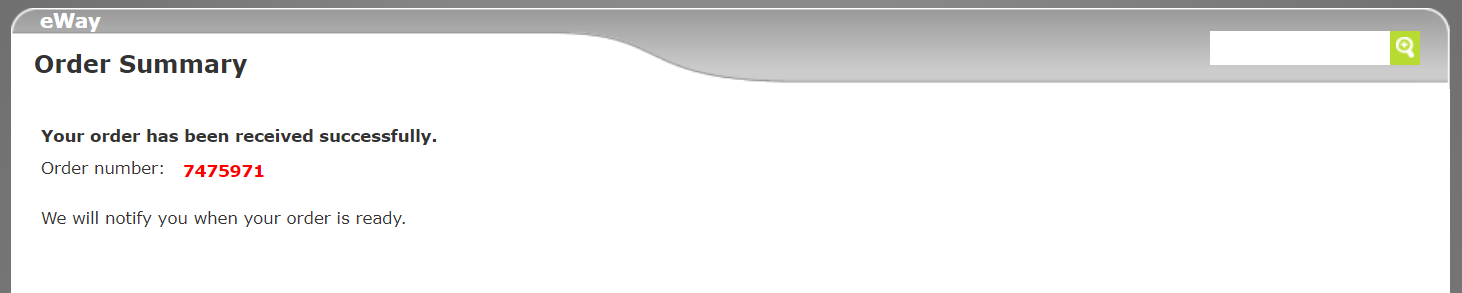 eWay
Order Summary
Your order has been received successfully.
Order number: 7475971
We will notify you when your order is ready.